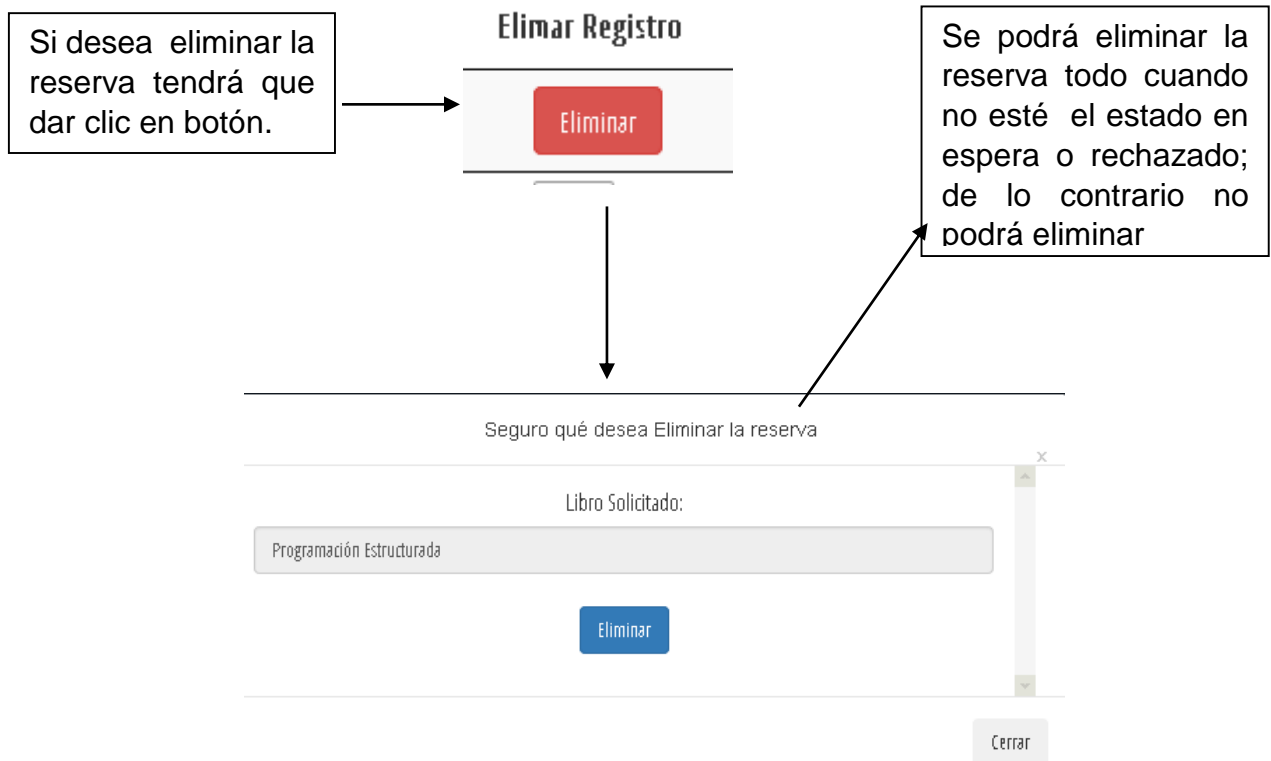 Si desea eliminar la
reserva tendrá que
dar clic en botón.
Elimar Registro
Eliminar
Se podrá eliminar la
reserva todo cuando
no esté el estado en
espera o rechazado;
de lo contrario no
podrá eliminar
Seguro qué desea Eliminar la reserva
x
Libro Solicitado:
Programación Estructurada
Eliminar
Cerrar